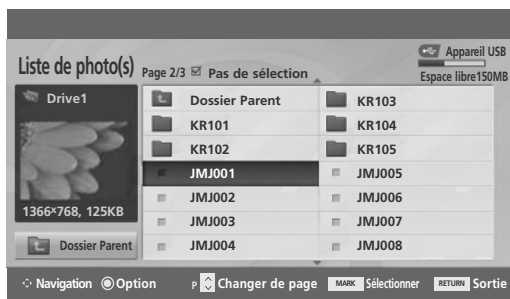 Appareil USB
Liste de photo(s) Page 2/3 Pas de sélection Espace libre150MB
Drive1
Dossier Parent KR103
KR101 KR104
KR102 KR105
JMJ001 JMJ005
JMJ002 JMJ006
JMJ003 JMJ007
JMJ004 JMJ008
1366x768, 125KB
Dossier Parent
Navigation Option P Changer de page MARK Sélectionner RETURN Sortie